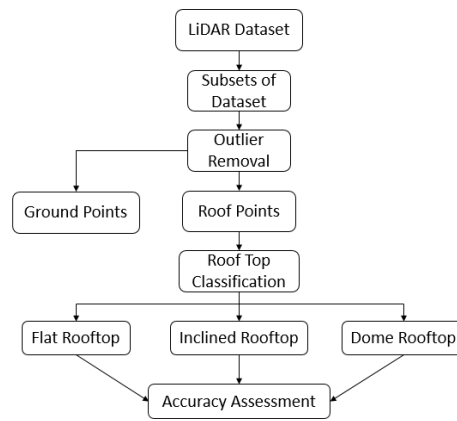 LiDAR Dataset
Subsets of
Dataset
Outlier
Removal
Ground Points
Roof Points
Roof Top
Classification
Flat Rooftop
Inclined Rooftop
Dome Rooftop
Accuracy Assessment